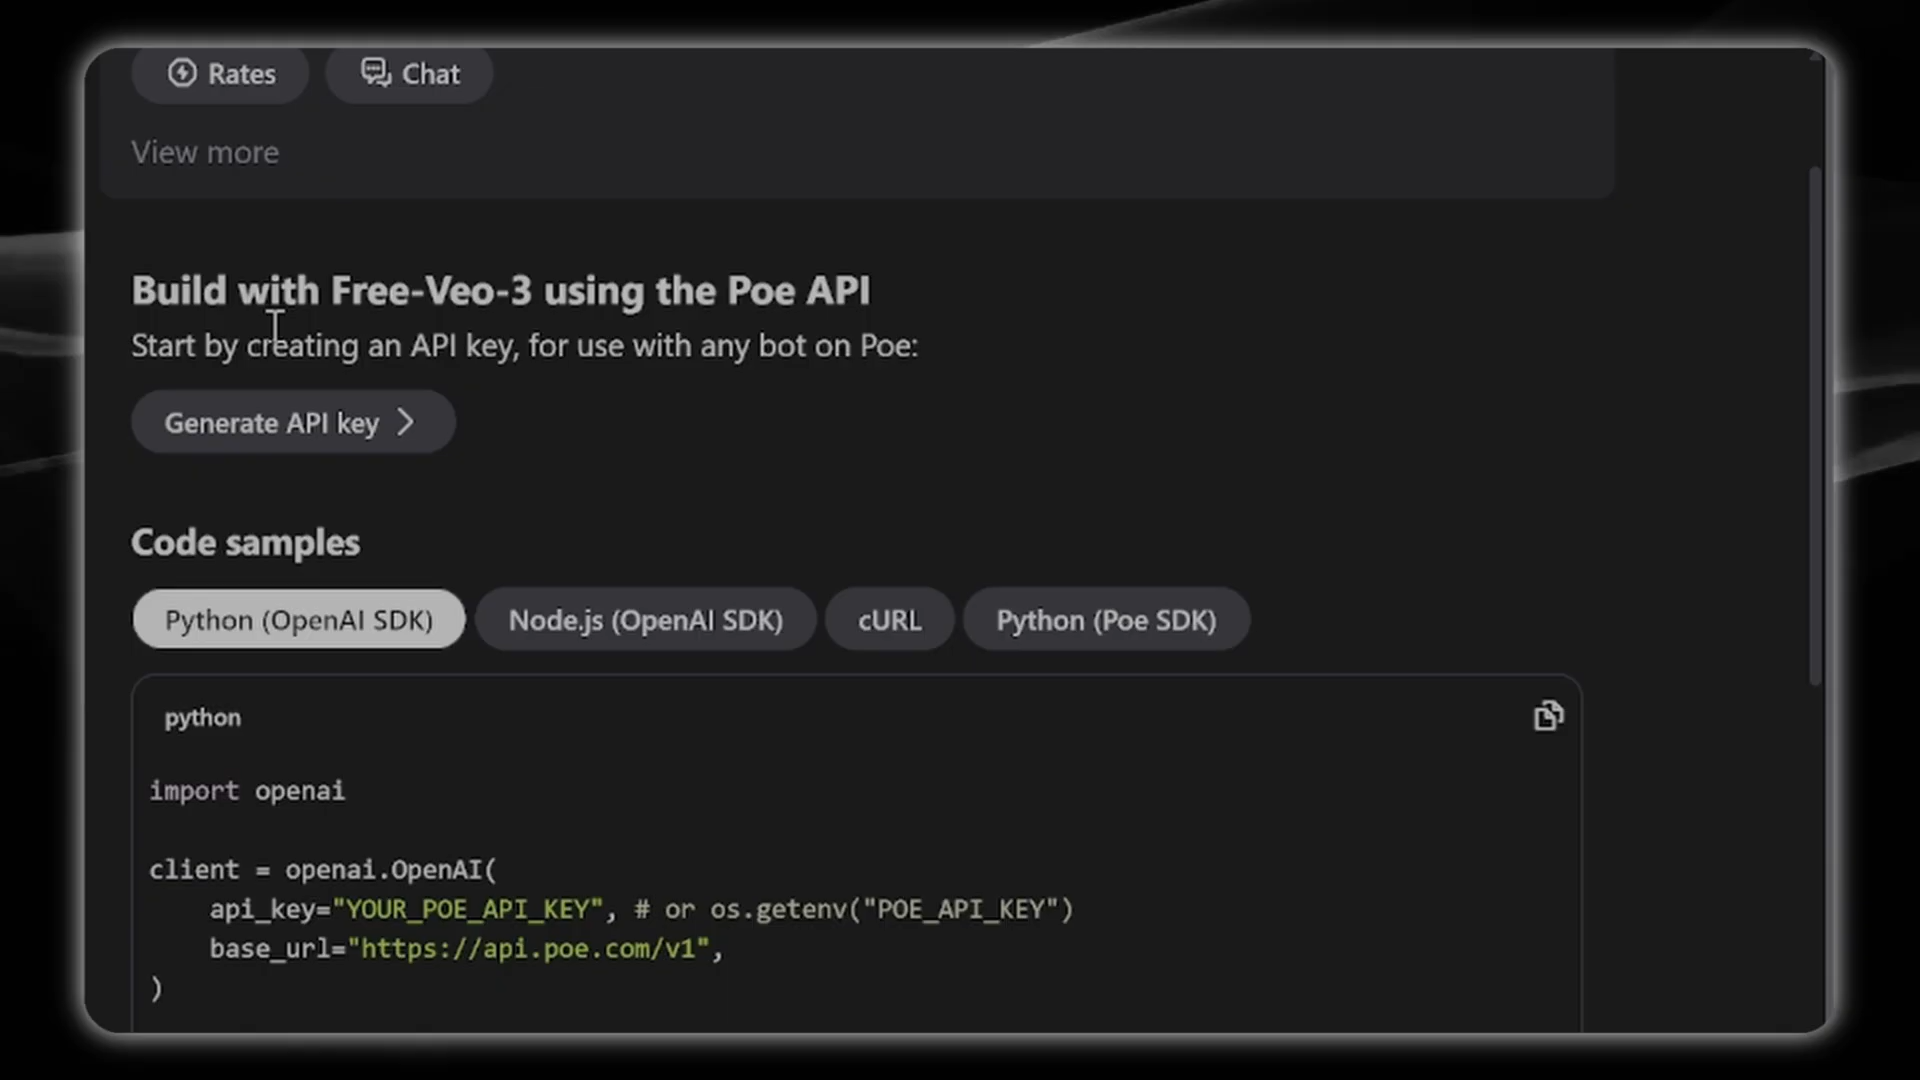 Rates Chat
View more
Build with Free-Veo-3 using the Poe API
Start by creating an API key, for use with any bot on Poe:
Generate API key
Code samples
Python (OpenAI SDK) Node.js (OpenAI SDK) cURL Python (Poe SDK)
python
import openai
client = openai.OpenAI(
    api_key="YOUR_POE_API_KEY", # or os.getenv("POE_API_KEY")
    base_url="https://api.poe.com/v1",
)